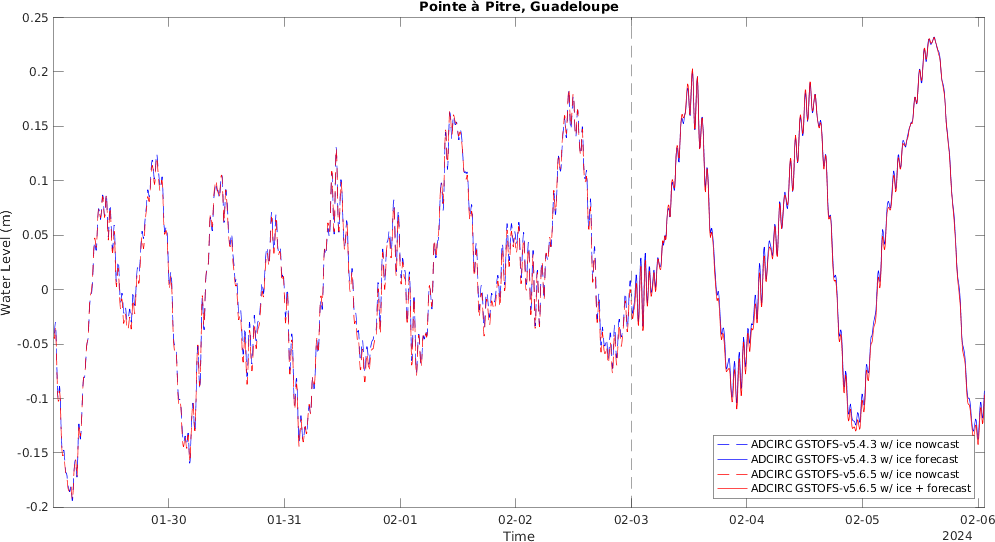 Pointe à Pitre, Guadeloupe
0.25
0.2
0.15
0.1
0.05
0
-0.05
-0.1
-0.15
-0.2
Water Level (m)
ADCIRC GSTOFS-v5.4.3 w/ ice nowcast
ADCIRC GSTOFS-v5.4.3 w/ ice forecast
ADCIRC GSTOFS-v5.6.5 w/ ice nowcast
ADCIRC GSTOFS-v5.6.5 w/ ice + forecast
01-30 01-31 02-01 02-02 02-03 02-04 02-05 02-06
Time
2024